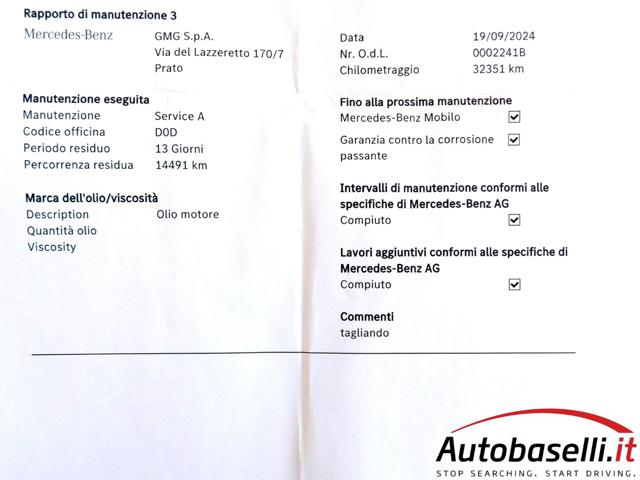 Rapporto di manutenzione 3
Mercedes-Benz GMG S.p.A.
Via del Lazzeretto 170/7
Prato
Data 19/09/2024
Nr. O.d.L. 0002241B
Chilometraggio 32351 km
Manutenzione eseguita
Manutenzione Service A
Codice officina D0D
Periodo residuo 13 Giorni
Percorrenza residua 14491 km
Marca dell'olio/viscosità
Description Olio motore
Quantità olio
Viscosity
Fino alla prossima manutenzione
Mercedes-Benz Mobilo
Garanzia contro la corrosione
passante
Intervalli di manutenzione conformi alle
specifiche di Mercedes-Benz AG
Compiuto
Lavori aggiuntivi conformi alle specifiche di
Mercedes-Benz AG
Compiuto
Commenti
tagliando
Autobaselli.it
STOP SEARCHING. START DRIVING.